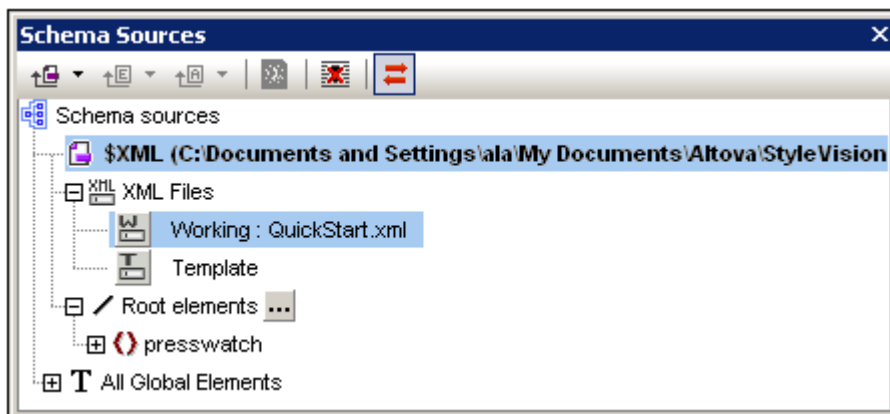 Schema Sources
Schema sources
$XML (C:\Documents and Settings\ala\My Documents\Altova\StyleVision
XML Files
Working : QuickStart.xml
Template
Root elements ...
presswatch
T All Global Elements